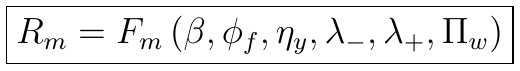 R_m = F_m (β, ϕ_f, η_y, λ_−, λ_+, Π_w)